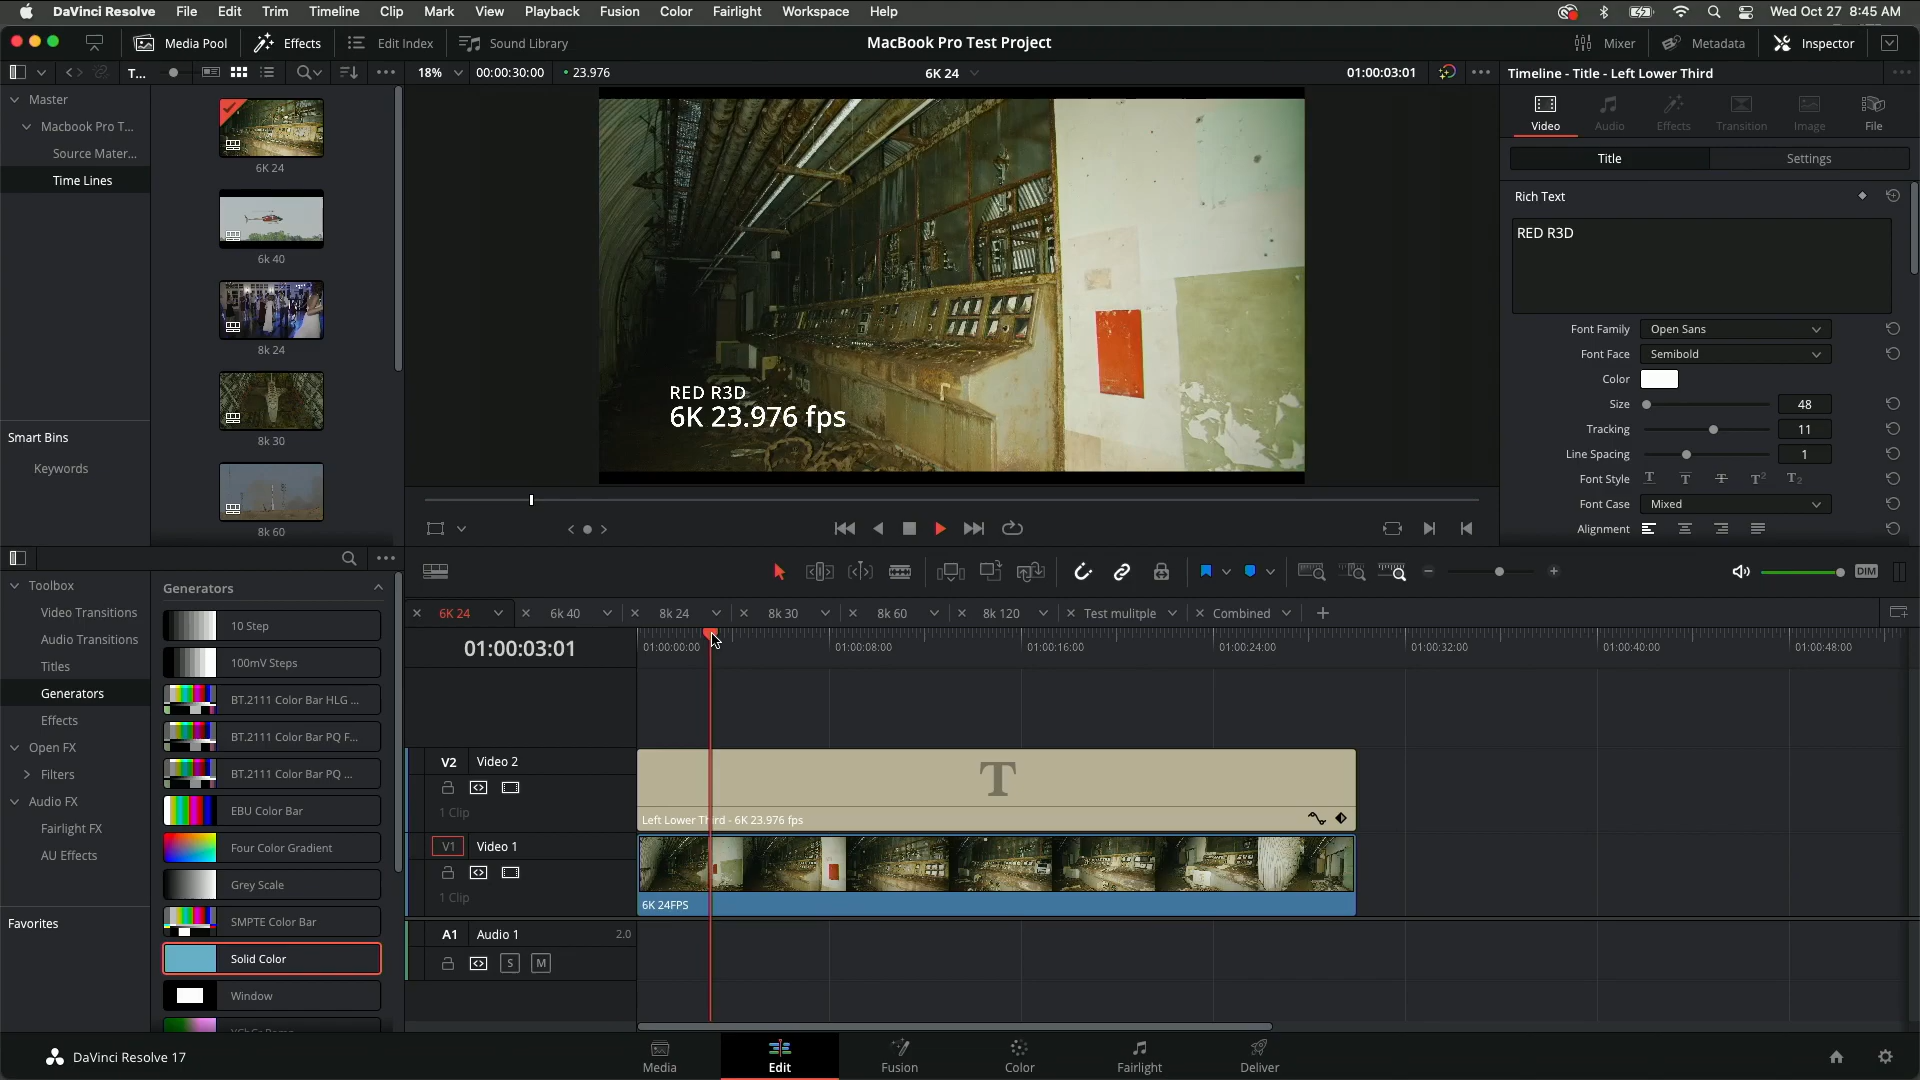 DaVinci Resolve File Edit Trim Timeline Clip Mark View Playback Fusion Color Fairlight Workspace Help Wed Oct 27 8:45 AM
Media Pool Effects Edit Index Sound Library MacBook Pro Test Project Mixer Metadata Inspector
T... 18% 00:00:30:00 23.976 6K 24 01:00:03:01 Timeline - Title - Left Lower Third
Master
Macbook Pro T...
Source Mater...
Time Lines
Smart Bins
Keywords
6K 24
6k 40
8k 24
8k 30
8k 60
RED R3D
6K 23.976 fps
Video Audio Effects Transition Image File
Title Settings
Rich Text
RED R3D
Font Family Open Sans
Font Face Semibold
Color
Size 48
Tracking 11
Line Spacing 1
Font Style T T T T² T₂
Font Case Mixed
Alignment
Toolbox
Video Transitions
Audio Transitions
Titles
Generators
Effects
Open FX
Filters
Audio FX
Fairlight FX
AU Effects
Favorites
Generators
10 Step
100mV Steps
BT.2111 Color Bar HLG ...
BT.2111 Color Bar PQ F...
BT.2111 Color Bar PQ ...
EBU Color Bar
Four Color Gradient
Grey Scale
SMPTE Color Bar
Solid Color
Window
DIM
6K 24 6k 40 8k 24 8k 30 8k 60 8k 120 Test mulitple Combined
01:00:03:01 01:00:00:00 01:00:08:00 01:00:16:00 01:00:24:00 01:00:32:00 01:00:40:00 01:00:48:00
V2 Video 2
1 Clip
T
Left Lower Third - 6K 23.976 fps
V1 Video 1
1 Clip
6K 24FPS
A1 Audio 1 2.0
S M
DaVinci Resolve 17 Media Edit Fusion Color Fairlight Deliver